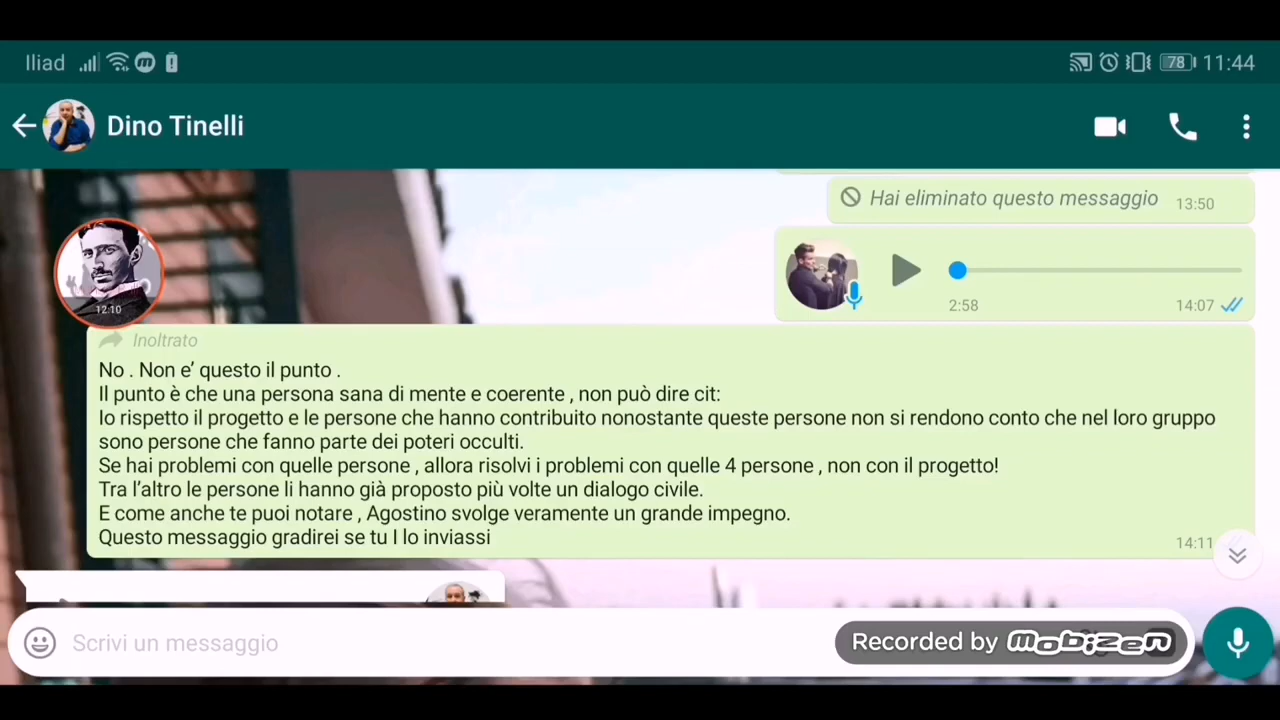 Iliad 78 11:44
Dino Tinelli
Hai eliminato questo messaggio 13:50
12:10
2:58 14:07
Inoltrato
No . Non e’ questo il punto .
Il punto è che una persona sana di mente e coerente , non può dire cit:
Io rispetto il progetto e le persone che hanno contribuito nonostante queste persone non si rendono conto che nel loro gruppo
sono persone che fanno parte dei poteri occulti.
Se hai problemi con quelle persone , allora risolvi i problemi con quelle 4 persone , non con il progetto!
Tra l’altro le persone li hanno già proposto più volte un dialogo civile.
E come anche te puoi notare , Agostino svolge veramente un grande impegno.
Questo messaggio gradirei se tu I lo inviassi
14:11
Scrivi un messaggio
Recorded by mobizen